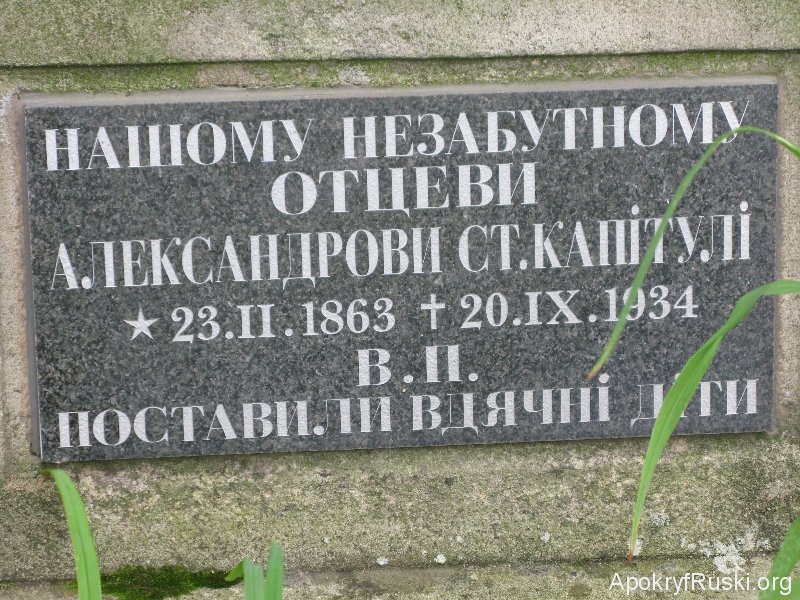 НАШОМУ НЕЗАБУТНОМУ
ОТЦЕВИ
АЛЕКСАНДРОВИ СТ.КАПІТУЛІ
★ 23.II.1863 † 20.IX.1934
В.П.
ПОСТАВИЛИ ВДЯЧНІ ДІТИ
ApokryfRuski.org